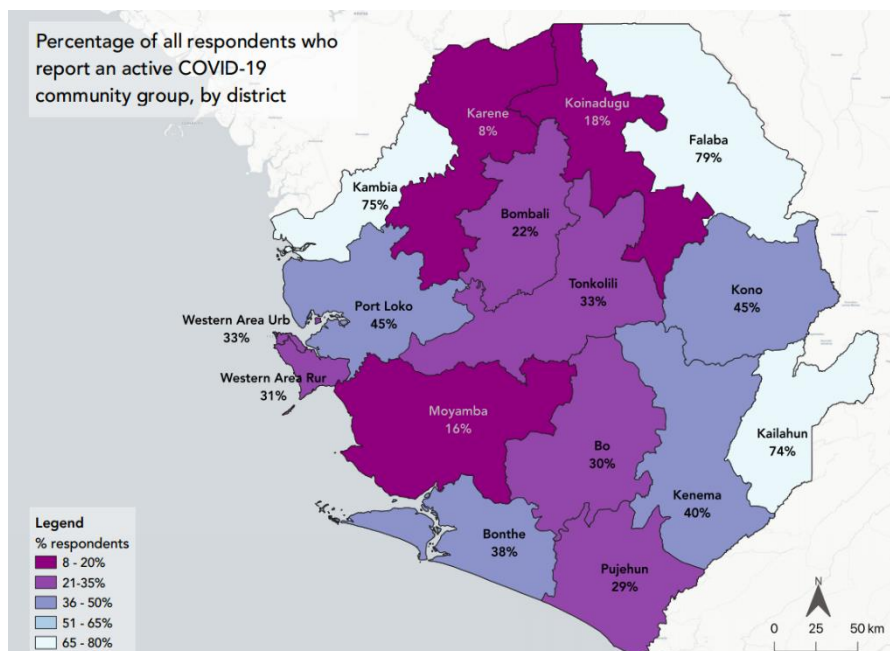 Percentage of all respondents who
report an active COVID-19
community group, by district
Karene
8%
Koinadugu
18%
Falaba
79%
Kambia
75%
Bombali
22%
Tonkolili
33%
Kono
45%
Port Loko
45%
Western Area Urb
33%
Western Area Rur
31%
Moyamba
16%
Bo
30%
Kailahun
74%
Kenema
40%
Bonthe
38%
Pujehun
29%
Legend
% respondents
8 - 20%
21-35%
36 - 50%
51 - 65%
65 - 80%
N
0 25 50 km